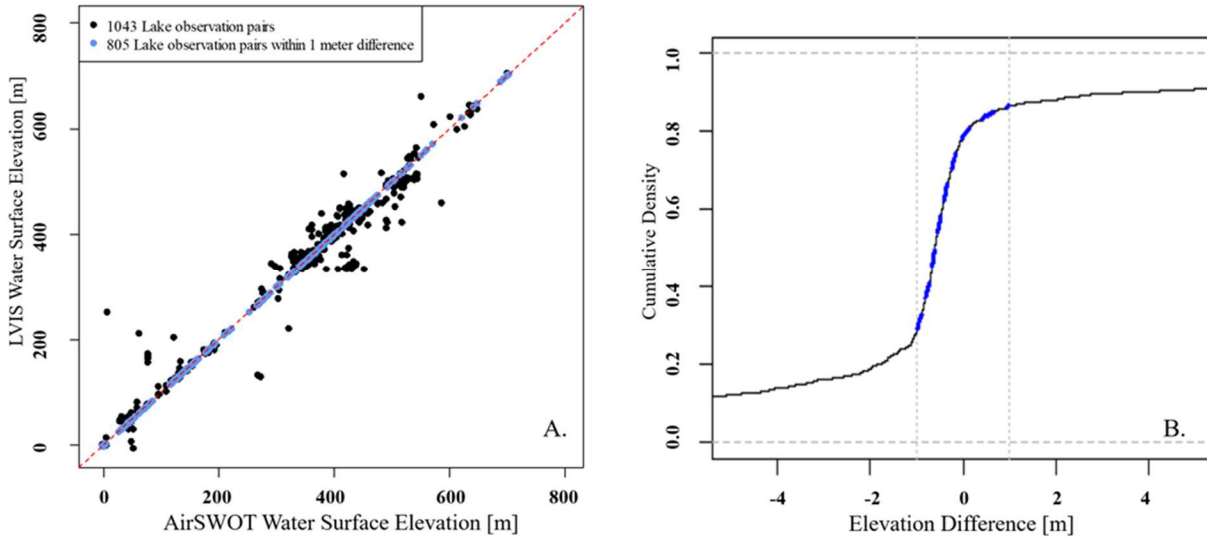 1043 Lake observation pairs
805 Lake observation pairs within 1 meter difference
LVIS Water Surface Elevation [m]
0 200 400 600 800
A.
0 200 400 600 800
AirSWOT Water Surface Elevation [m]
Cumulative Density
0.0 0.2 0.4 0.6 0.8 1.0
B.
-4 -2 0 2 4
Elevation Difference [m]